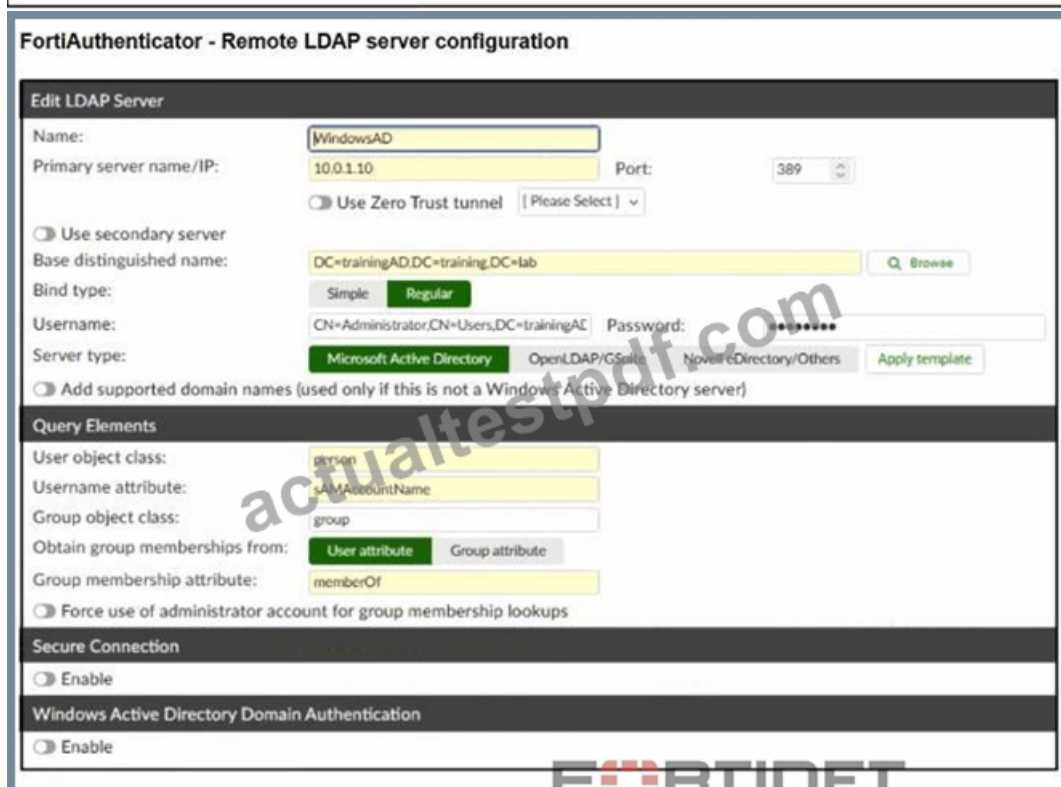 FortiAuthenticator - Remote LDAP server configuration
Edit LDAP Server
Name: WindowsAD
Primary server name/IP: 10.0.1.10 Port: 389
Use Zero Trust tunnel [ Please Select ]
Use secondary server
Base distinguished name: DC=trainingAD,DC=training,DC=lab Browse
Bind type: Simple Regular
Username: CN=Administrator,CN=Users,DC=trainingAD Password: ••••••••
Server type: Microsoft Active Directory OpenLDAP/GSuite Novell eDirectory/Others Apply template
Add supported domain names (used only if this is not a Windows Active Directory server)
Query Elements
User object class: person
Username attribute: sAMAccountName
Group object class: group
Obtain group memberships from: User attribute Group attribute
Group membership attribute: memberOf
Force use of administrator account for group membership lookups
Secure Connection
Enable
Windows Active Directory Domain Authentication
Enable
actualtestpdf.com
FORTINET